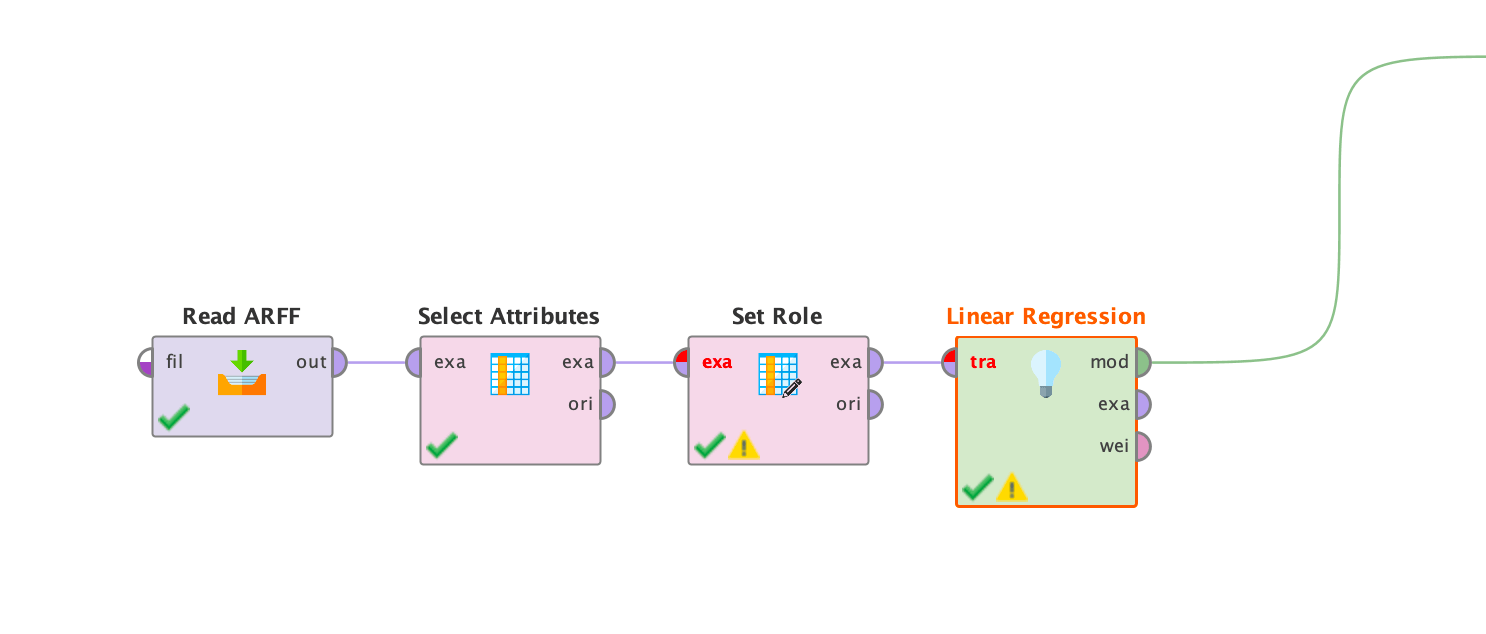 Read ARFF
fil
out
Select Attributes
exa
exa
ori
Set Role
exa
exa
ori
Linear Regression
tra
mod
exa
wei